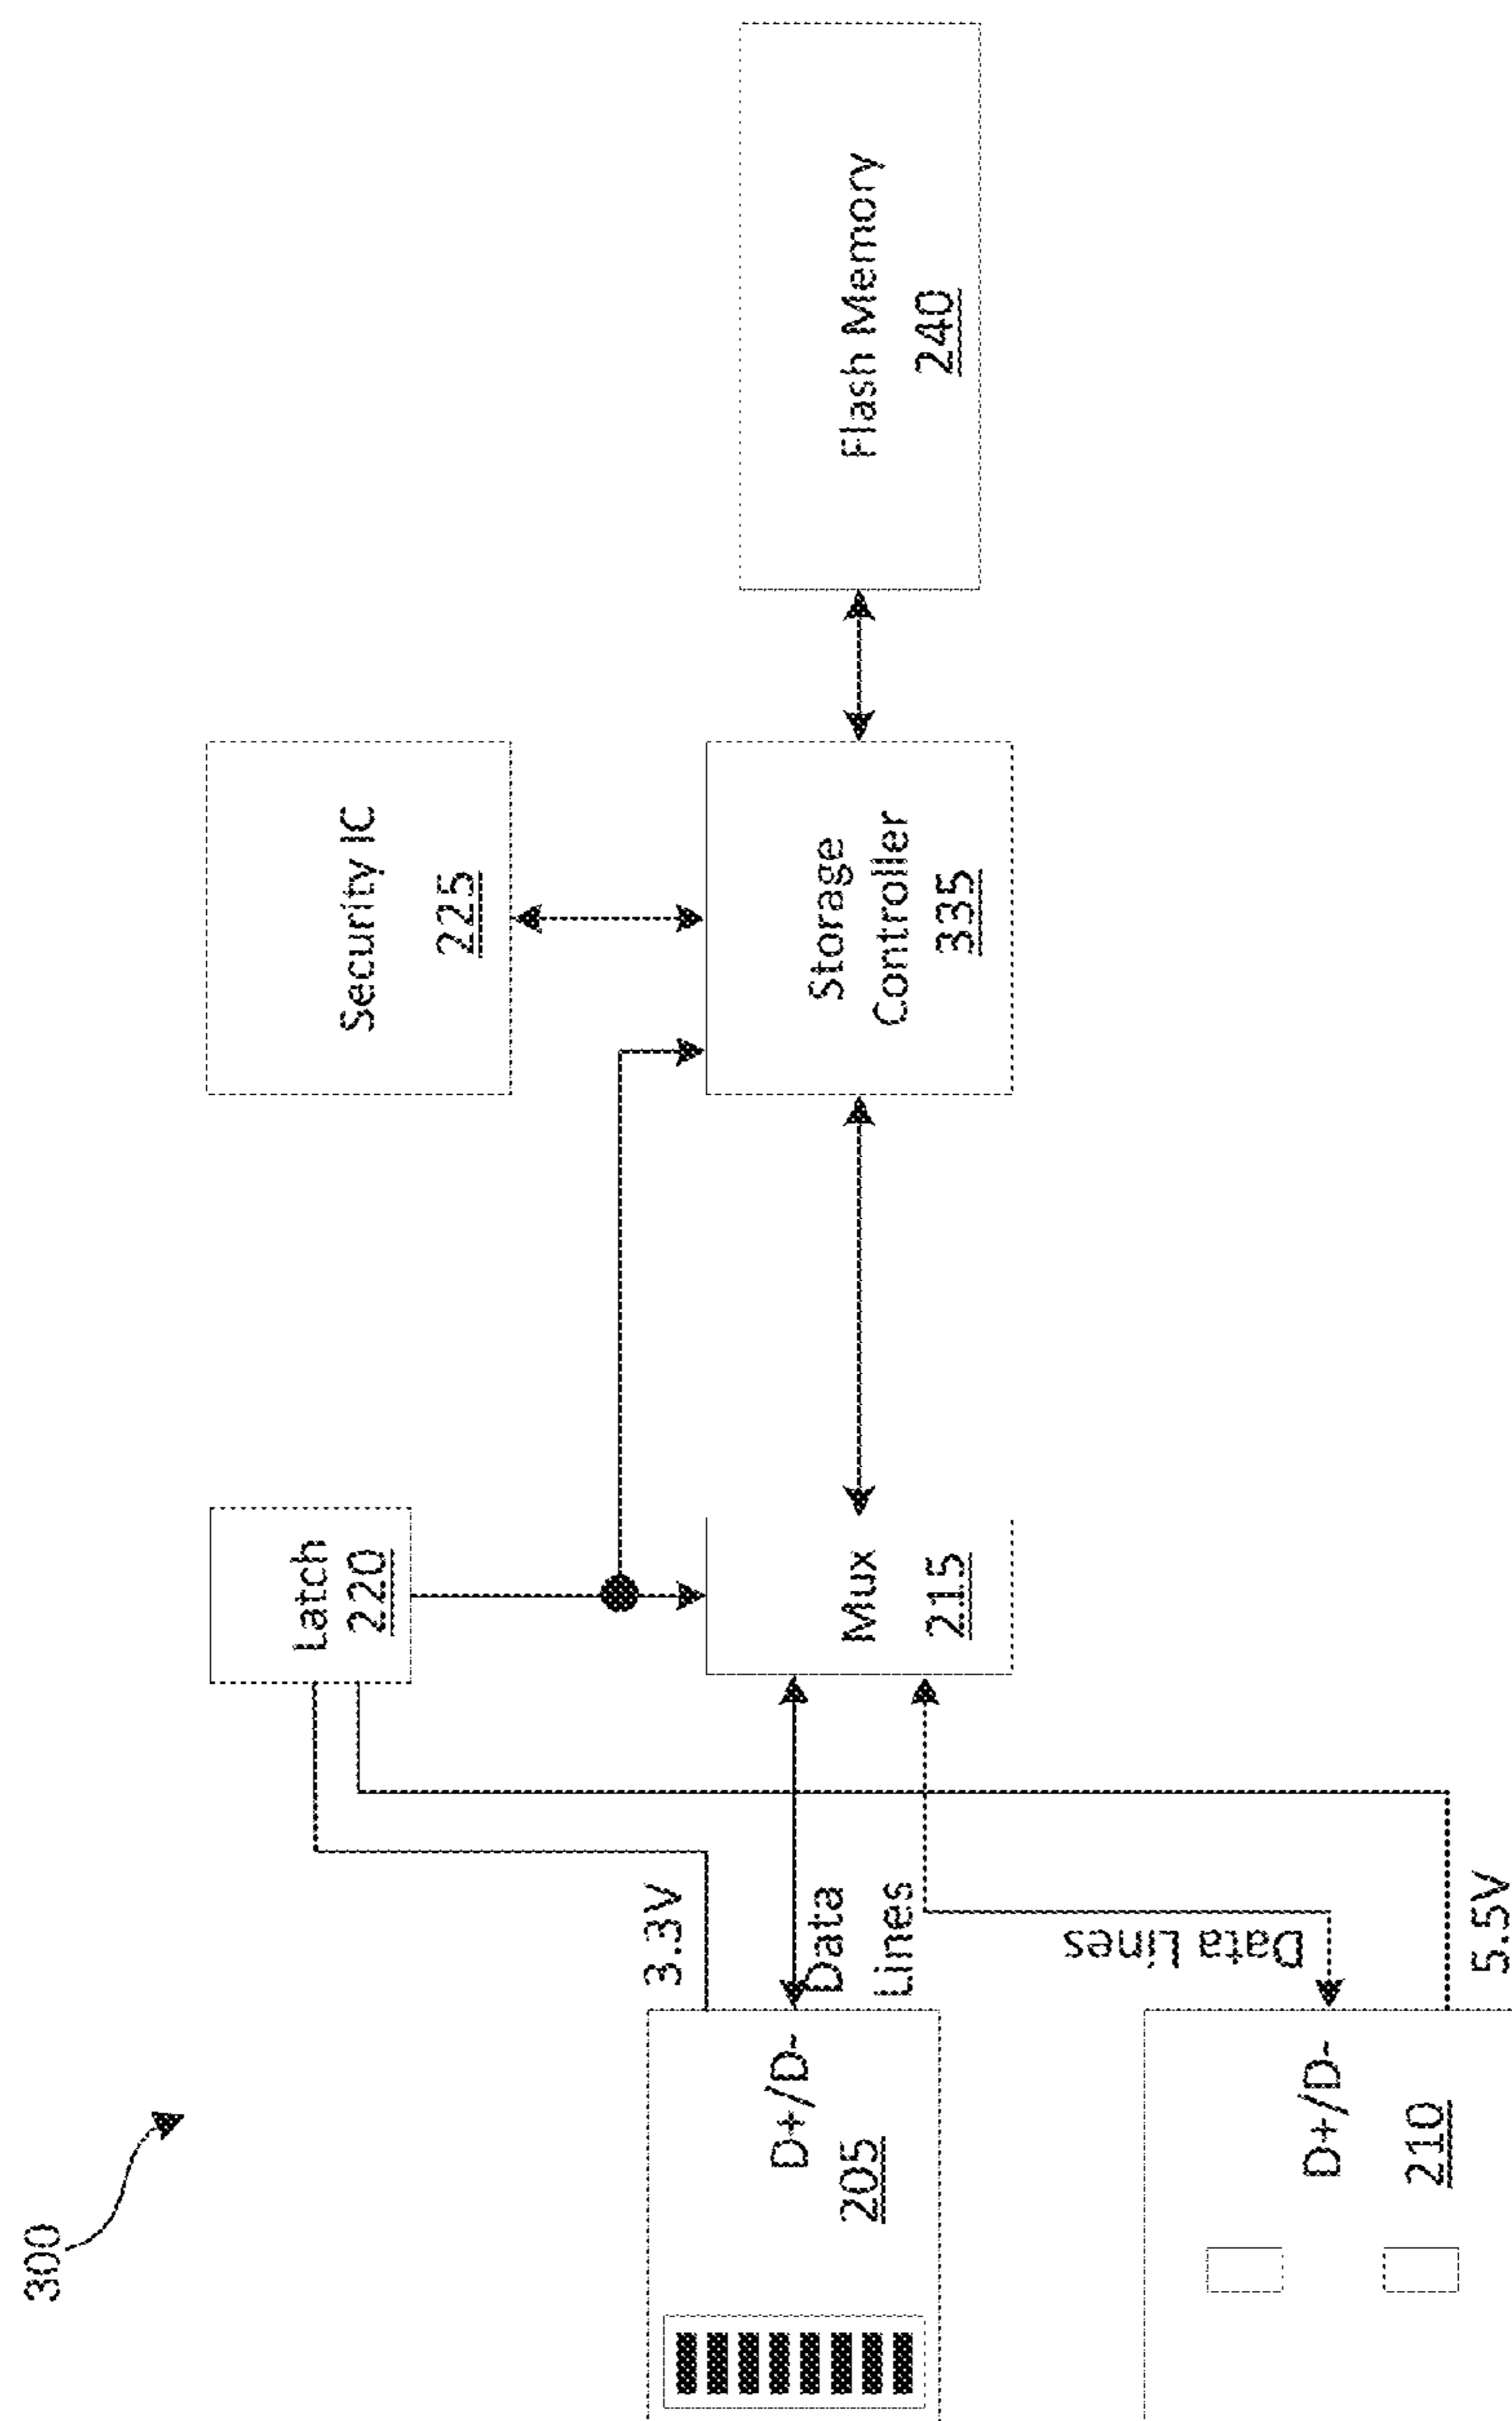 300
Latch
220
Security IC
225
3.3V
D+/D-
205
Data
Lines
Mux
215
Storage
Controller
335
Flash Memory
240
Data Lines
D+/D-
210
5.5V